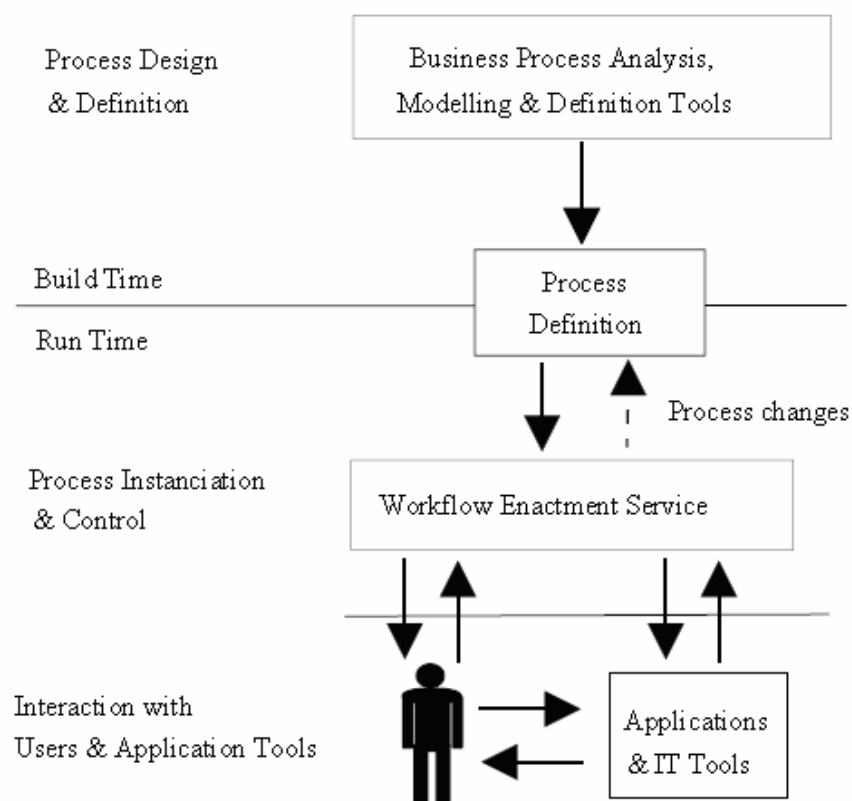 Process Design
& Definition
Business Process Analysis,
Modelling & Definition Tools
Build Time
Process
Definition
Run Time
Process changes
Process Instanciation
& Control
Workflow Enactment Service
Interaction with
Users & Application Tools
Applications
& IT Tools